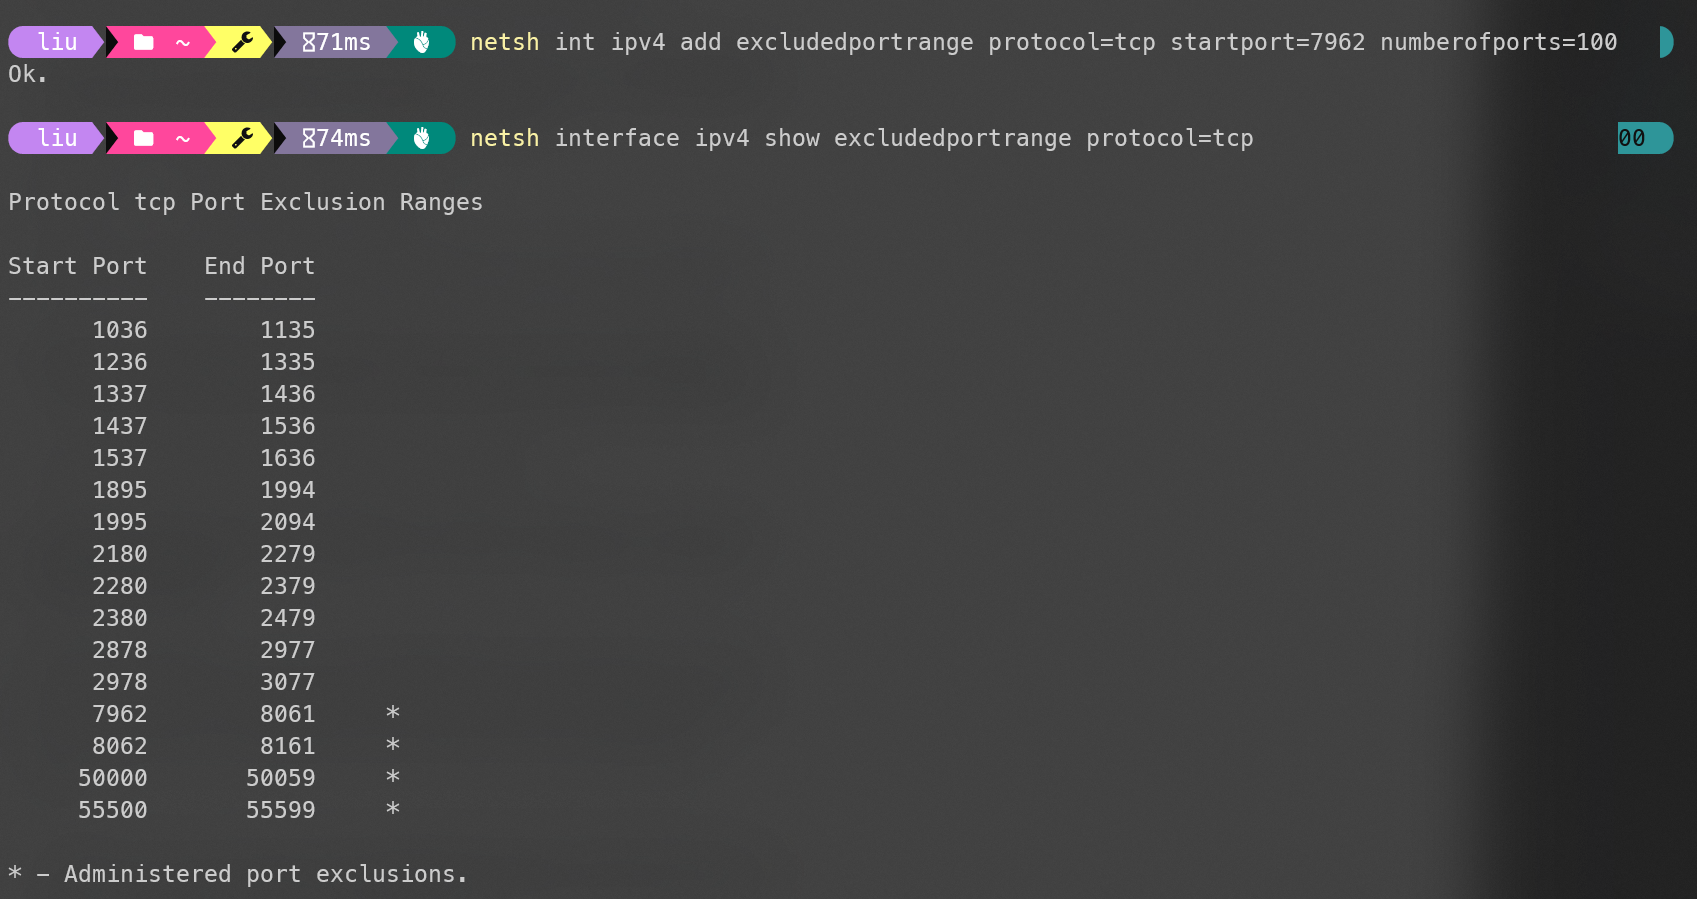 liu ~ 71ms netsh int ipv4 add excludedportrange protocol=tcp startport=7962 numberofports=100
Ok.
liu ~ 74ms netsh interface ipv4 show excludedportrange protocol=tcp 00
Protocol tcp Port Exclusion Ranges
Start Port    End Port
----------    --------
1036    1135
1236    1335
1337    1436
1437    1536
1537    1636
1895    1994
1995    2094
2180    2279
2280    2379
2380    2479
2878    2977
2978    3077
7962    8061    *
8062    8161    *
50000    50059    *
55500    55599    *
* - Administered port exclusions.